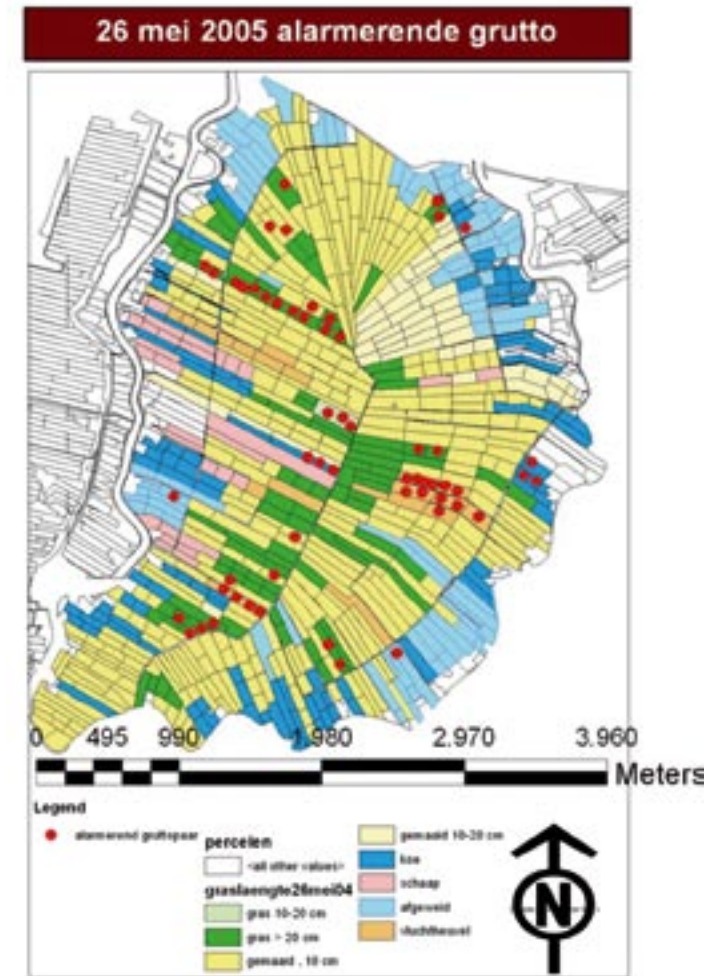 26 mei 2005 alarmerende grutto
0 495 990 1.980 2.970 3.960
Meters
Legend
alarmerend gruttopaar
percelen
<all other values>
graslaengte26mei04
gras 10-20 cm
gras > 20 cm
gemaaid . 10 cm
gemaaid 10-20 cm
koe
schaap
afgeweid
vluchtheuvel
N